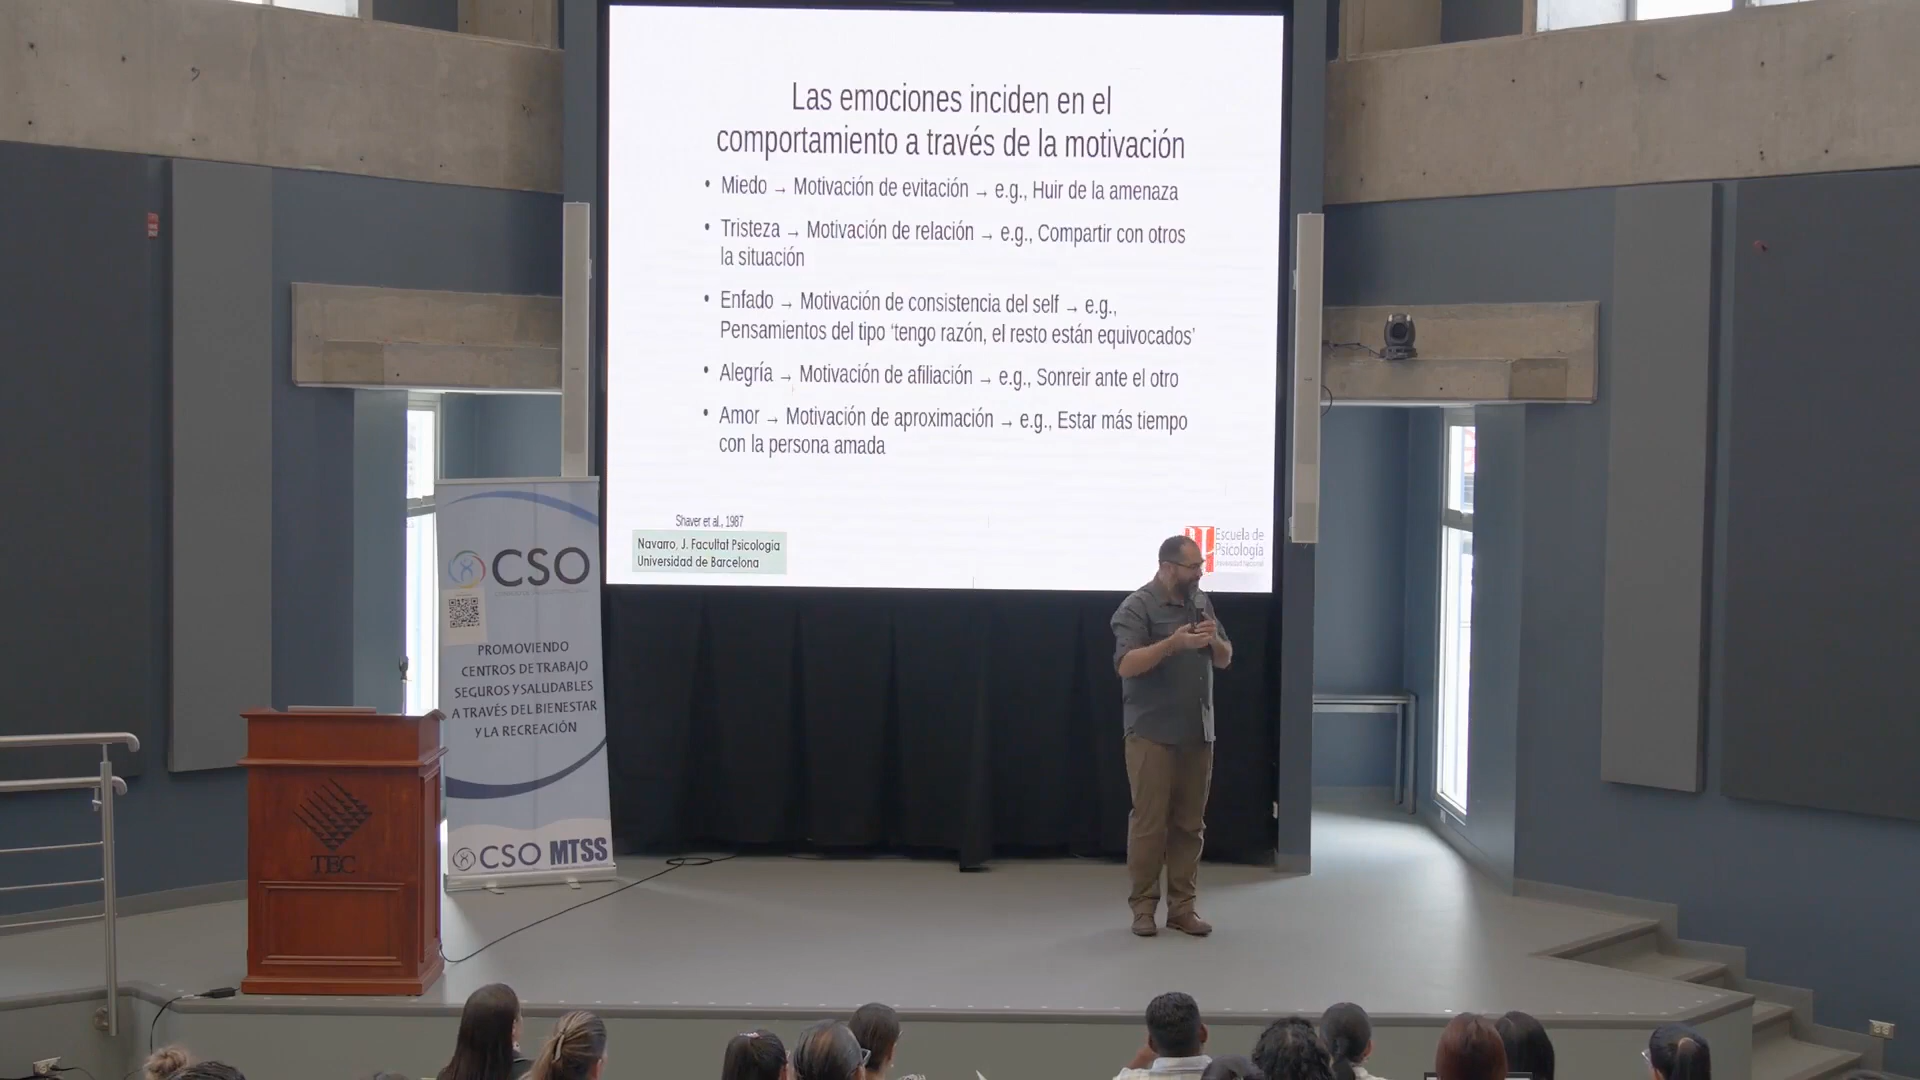 Las emociones inciden en el
comportamiento a través de la motivación
• Miedo → Motivación de evitación → e.g., Huir de la amenaza
• Tristeza → Motivación de relación → e.g., Compartir con otros
la situación
• Enfado → Motivación de consistencia del self → e.g.,
Pensamientos del tipo ‘tengo razón, el resto están equivocados’
• Alegría → Motivación de afiliación → e.g., Sonreir ante el otro
• Amor → Motivación de aproximación → e.g., Estar más tiempo
con la persona amada
Shaver et al., 1987
Navarro, J. Facultat Psicologia
Universidad de Barcelona
Escuela de
Psicología
CSO
PROMOVIENDO
CENTROS DE TRABAJO
SEGUROS Y SALUDABLES
A TRAVÉS DEL BIENESTAR
Y LA RECREACIÓN
CSO MTSS
TEC